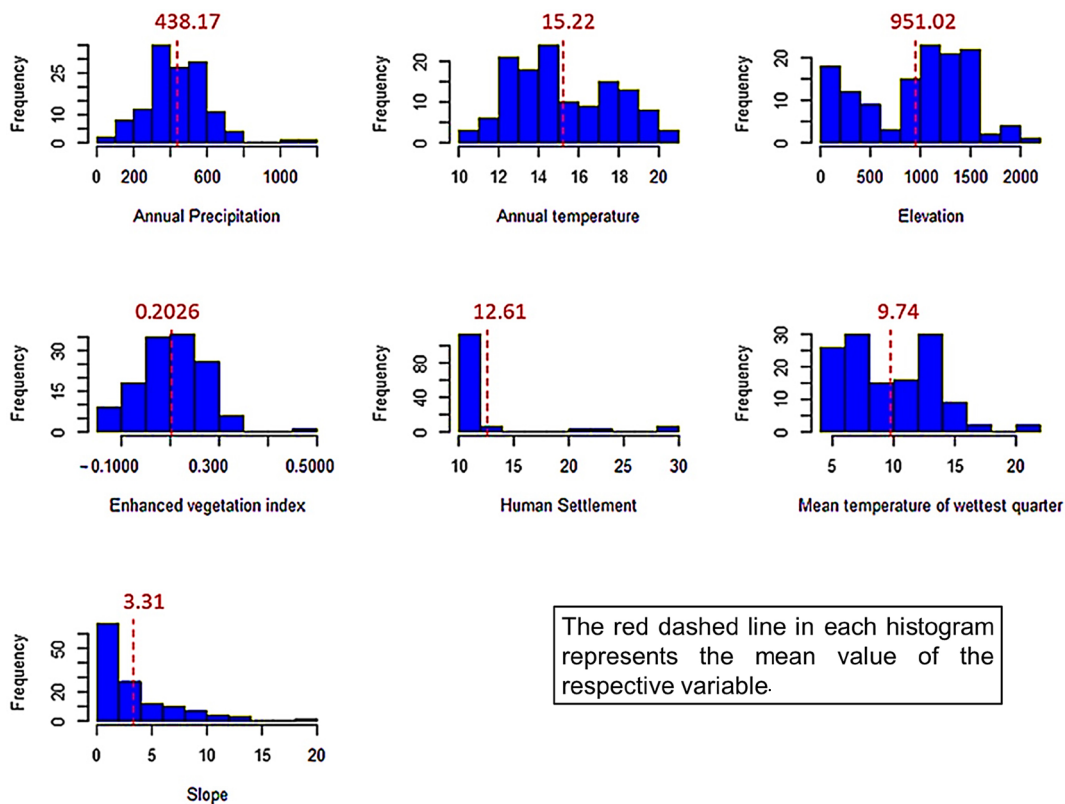 438.17
Frequency
10 25
0
0 200 600 1000
Annual Precipitation
15.22
Frequency
0 10 20
10 12 14 16 18 20
Annual temperature
951.02
Frequency
0 10 20
0 500 1000 1500 2000
Elevation
0.2026
Frequency
0 15 30
−0.1000 0.300 0.5000
Enhanced vegetation index
12.61
Frequency
0 40 80
10 15 20 25 30
Human Settlement
9.74
Frequency
0 10 20 30
5 10 15 20
Mean temperature of wettest quarter
3.31
Frequency
0 20 50
0 5 10 15 20
Slope
The red dashed line in each histogram
represents the mean value of the
respective variable.